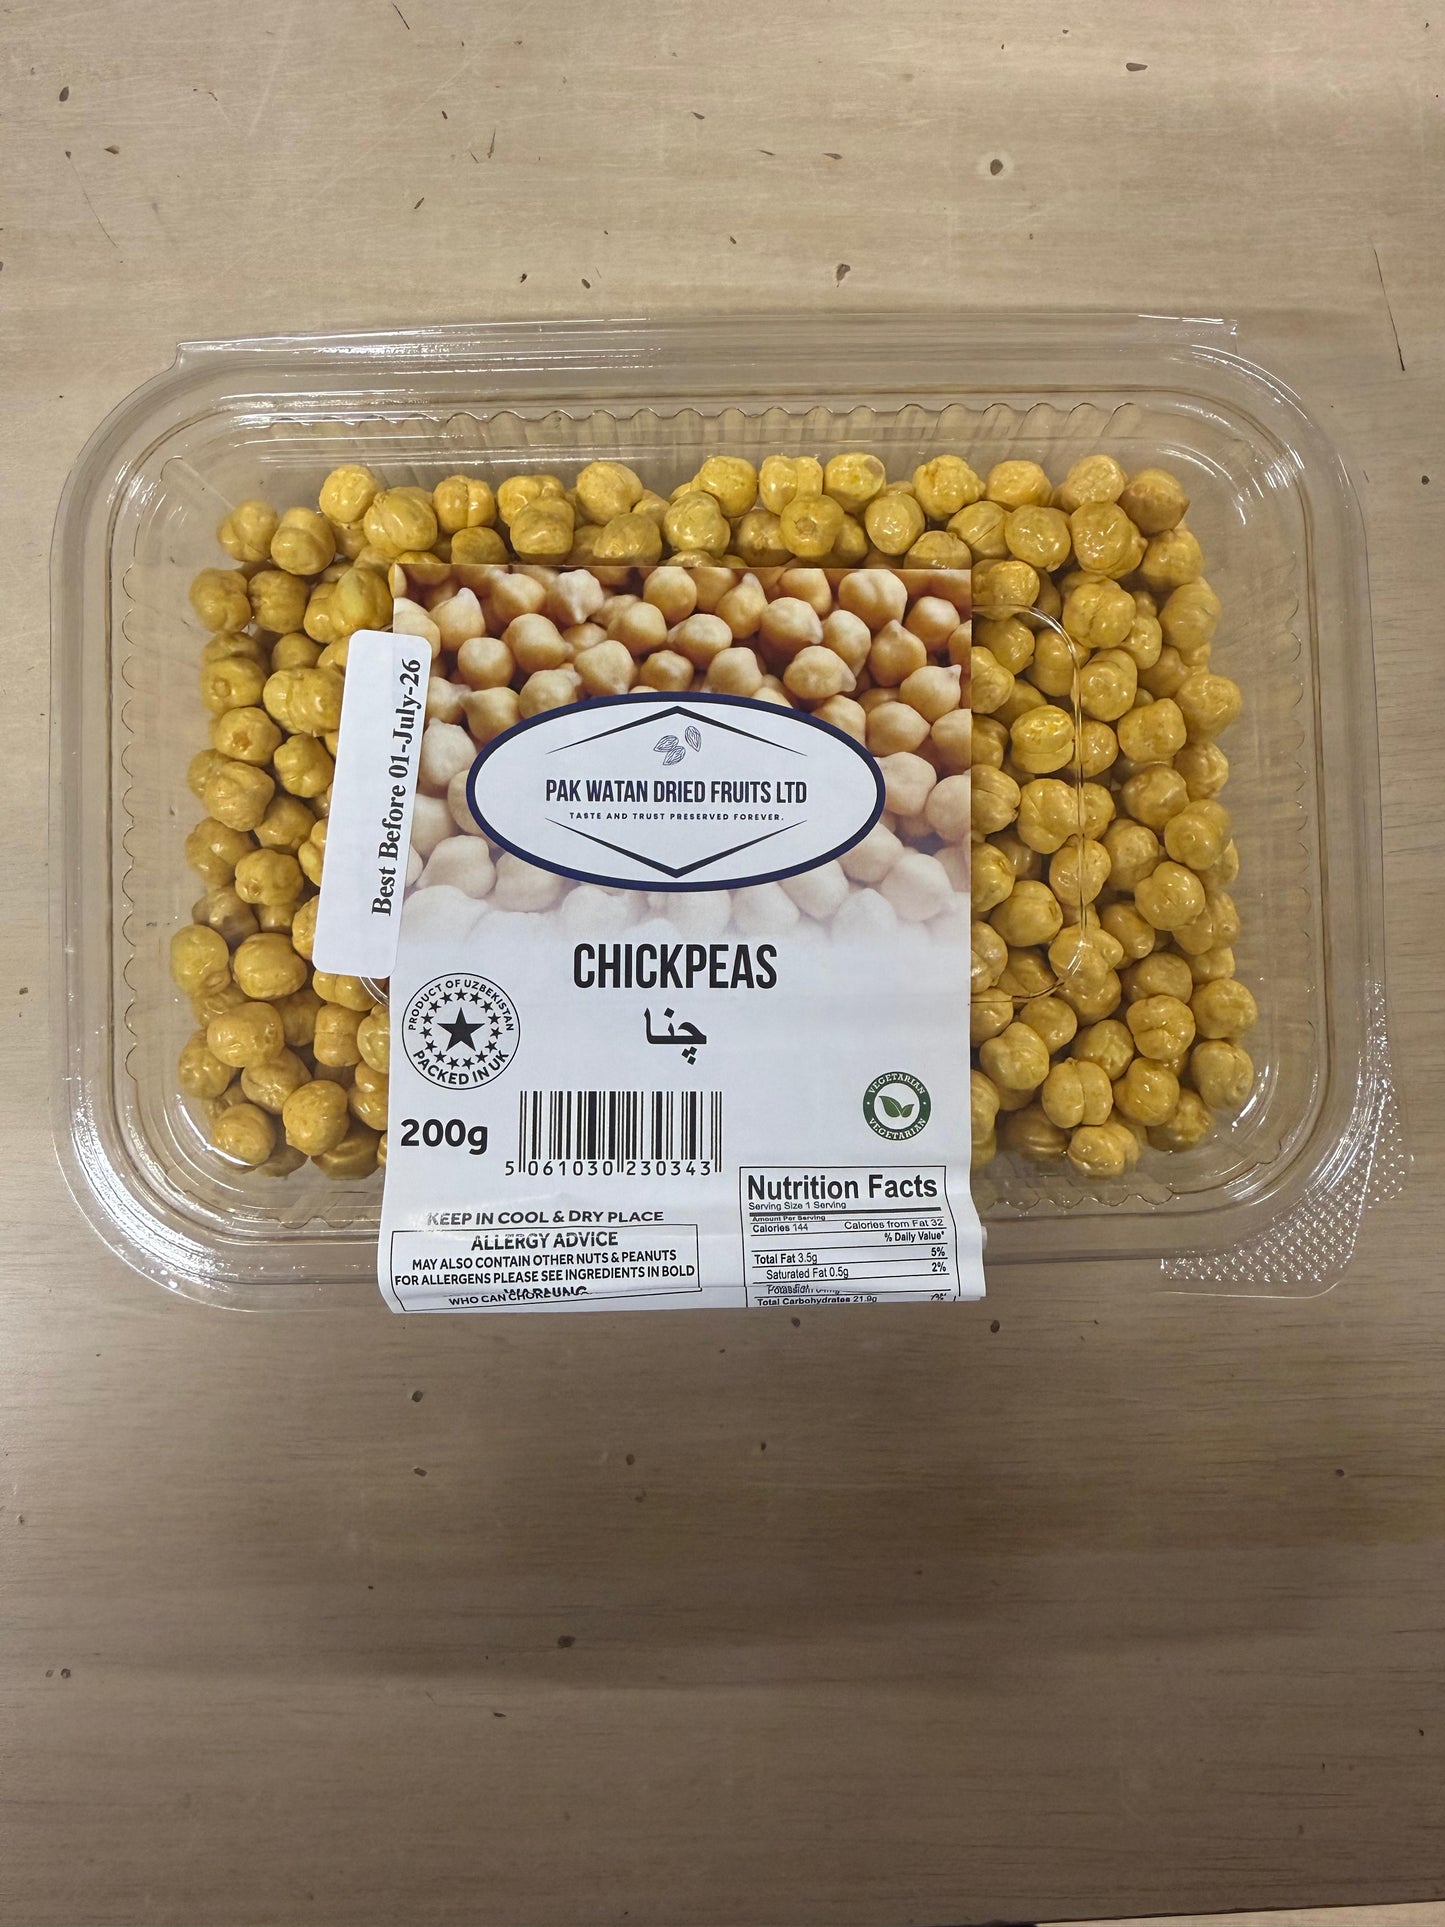 Best Before 01-July-26
PAK WATAN DRIED FRUITS LTD
TASTE AND TRUST PRESERVED FOREVER.
CHICKPEAS
چنا
PRODUCT OF UZBEKISTAN
PACKED IN UK
VEGETARIAN
VEGETARIAN
200g
5 061030 230343
KEEP IN COOL & DRY PLACE
ALLERGY ADVICE
MAY ALSO CONTAIN OTHER NUTS & PEANUTS
FOR ALLERGENS PLEASE SEE INGREDIENTS IN BOLD
WHO CAN
Nutrition Facts
Serving Size 1 Serving
Amount Per Serving
Calories 144 Calories from Fat 32
% Daily Value*
Total Fat 3.5g 5%
Saturated Fat 0.5g 2%
Total Carbohydrates 21.9g